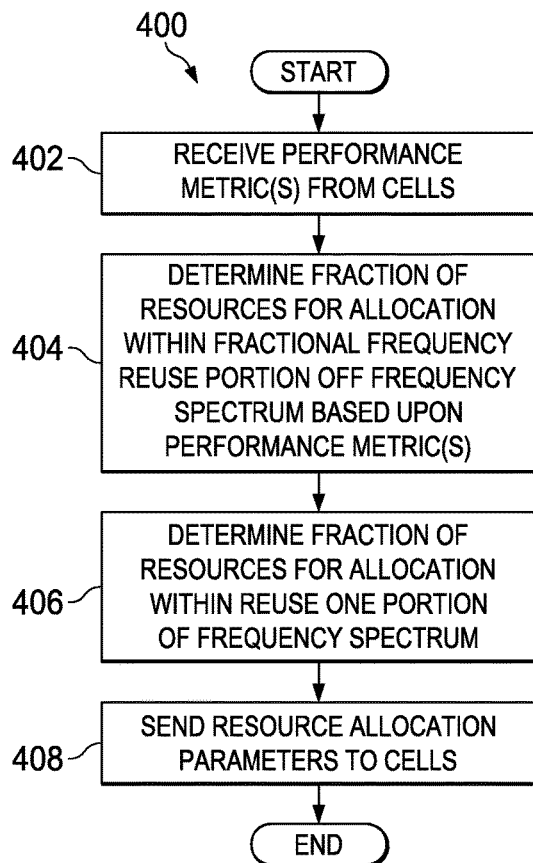 400
START
402
RECEIVE PERFORMANCE
METRIC(S) FROM CELLS
404
DETERMINE FRACTION OF
RESOURCES FOR ALLOCATION
WITHIN FRACTIONAL FREQUENCY
REUSE PORTION OFF FREQUENCY
SPECTRUM BASED UPON
PERFORMANCE METRIC(S)
406
DETERMINE FRACTION OF
RESOURCES FOR ALLOCATION
WITHIN REUSE ONE PORTION
OF FREQUENCY SPECTRUM
408
SEND RESOURCE ALLOCATION
PARAMETERS TO CELLS
END